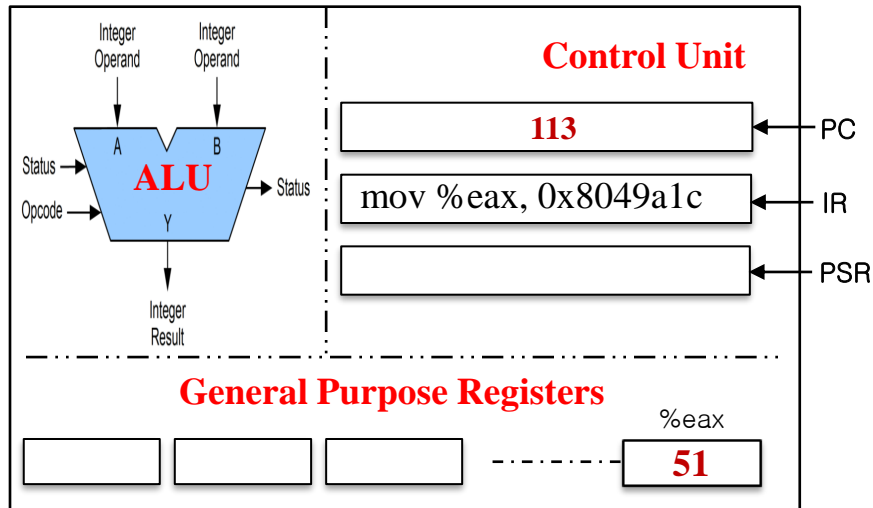 Integer
Operand
Integer
Operand
A
B
Status
ALU
Status
Opcode
Y
Integer
Result
Control Unit
113
PC
mov %eax, 0x8049a1c
IR
PSR
General Purpose Registers
%eax
51